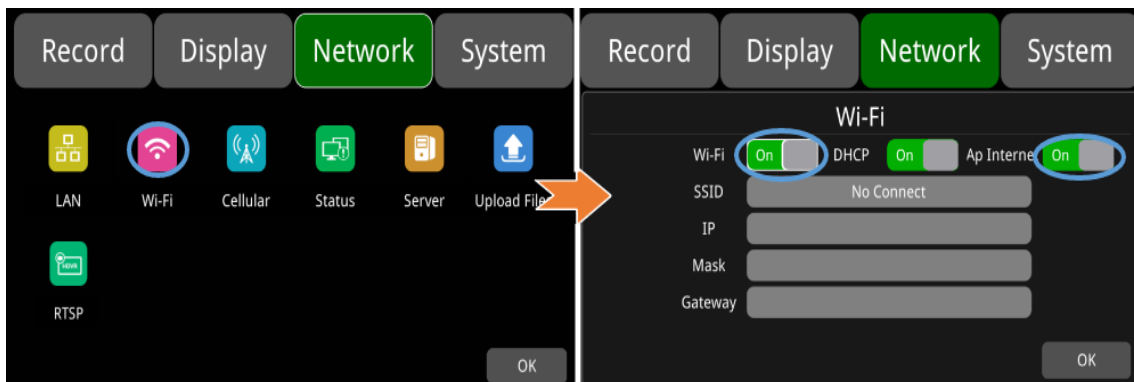 Record Display Network System
LAN Wi-Fi Cellular Status Server Upload File
HDVR
RTSP
OK
Record Display Network System
Wi-Fi
Wi-Fi On DHCP On Ap Interne On
SSID No Connect
IP
Mask
Gateway
OK